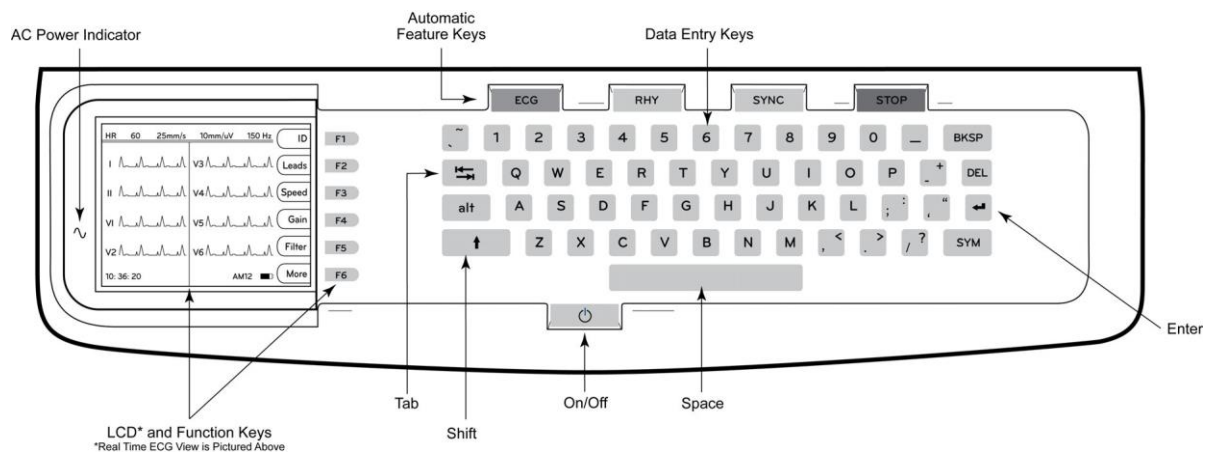 AC Power Indicator
Automatic
Feature Keys
Data Entry Keys
ECG RHY SYNC STOP
HR 60 25mm/s 10mm/uV 150 Hz ID F1
I V3 Leads F2
II V4 Speed F3
VI V5 Gain F4
V2 V6 Filter F5
10: 36: 20 AM12 More F6
~ ` 1 2 3 4 5 6 7 8 9 0 _ BKSP
Q W E R T Y U I O P - + DEL
alt A S D F G H J K L ; : , “
Z X C V B N M , < . > / ? SYM
Enter
Tab
Shift
On/Off
Space
LCD* and Function Keys
*Real Time ECG View is Pictured Above